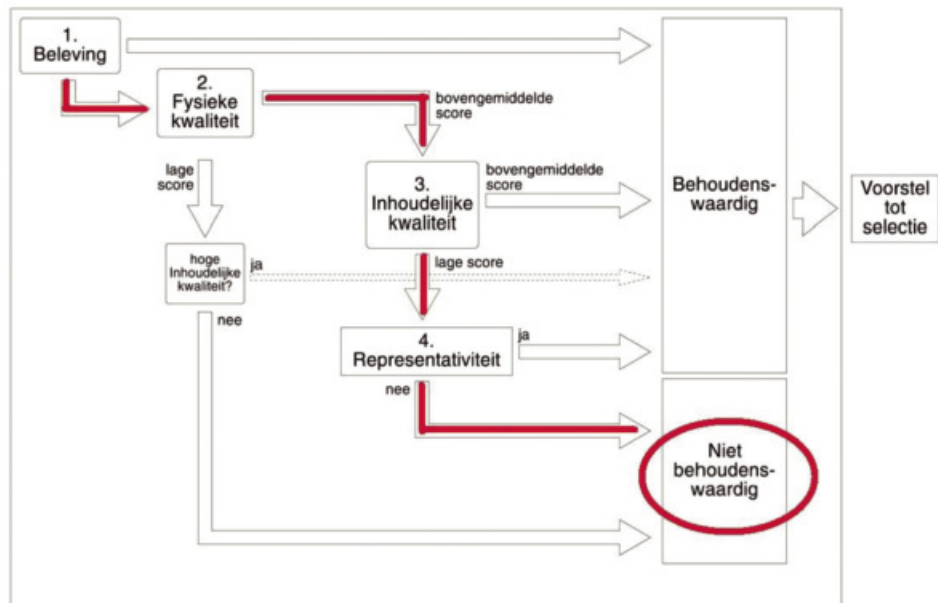 1.
Beleving
2.
Fysieke
kwaliteit
bovengemiddelde
score
lage
score
3.
Inhoudelijke
kwaliteit
bovengemiddelde
score
Behoudens-
waardig
Voorstel
tot
selectie
hoge
Inhoudelijke
kwaliteit?
ja
lage score
nee
4.
Representativiteit
ja
nee
Niet
behoudens-
waardig